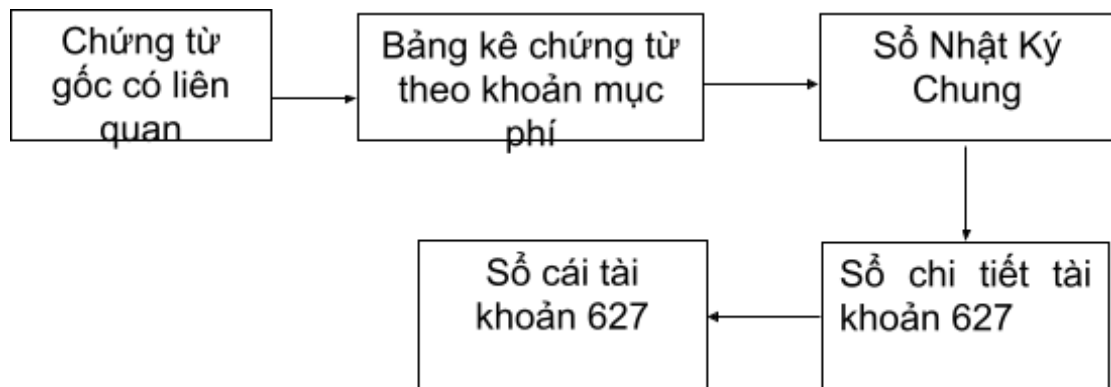 Chứng từ
gốc có liên
quan
Bảng kê chứng từ
theo khoản mục
phí
Sổ Nhật Ký
Chung
Sổ chi tiết tài
khoản 627
Sổ cái tài
khoản 627